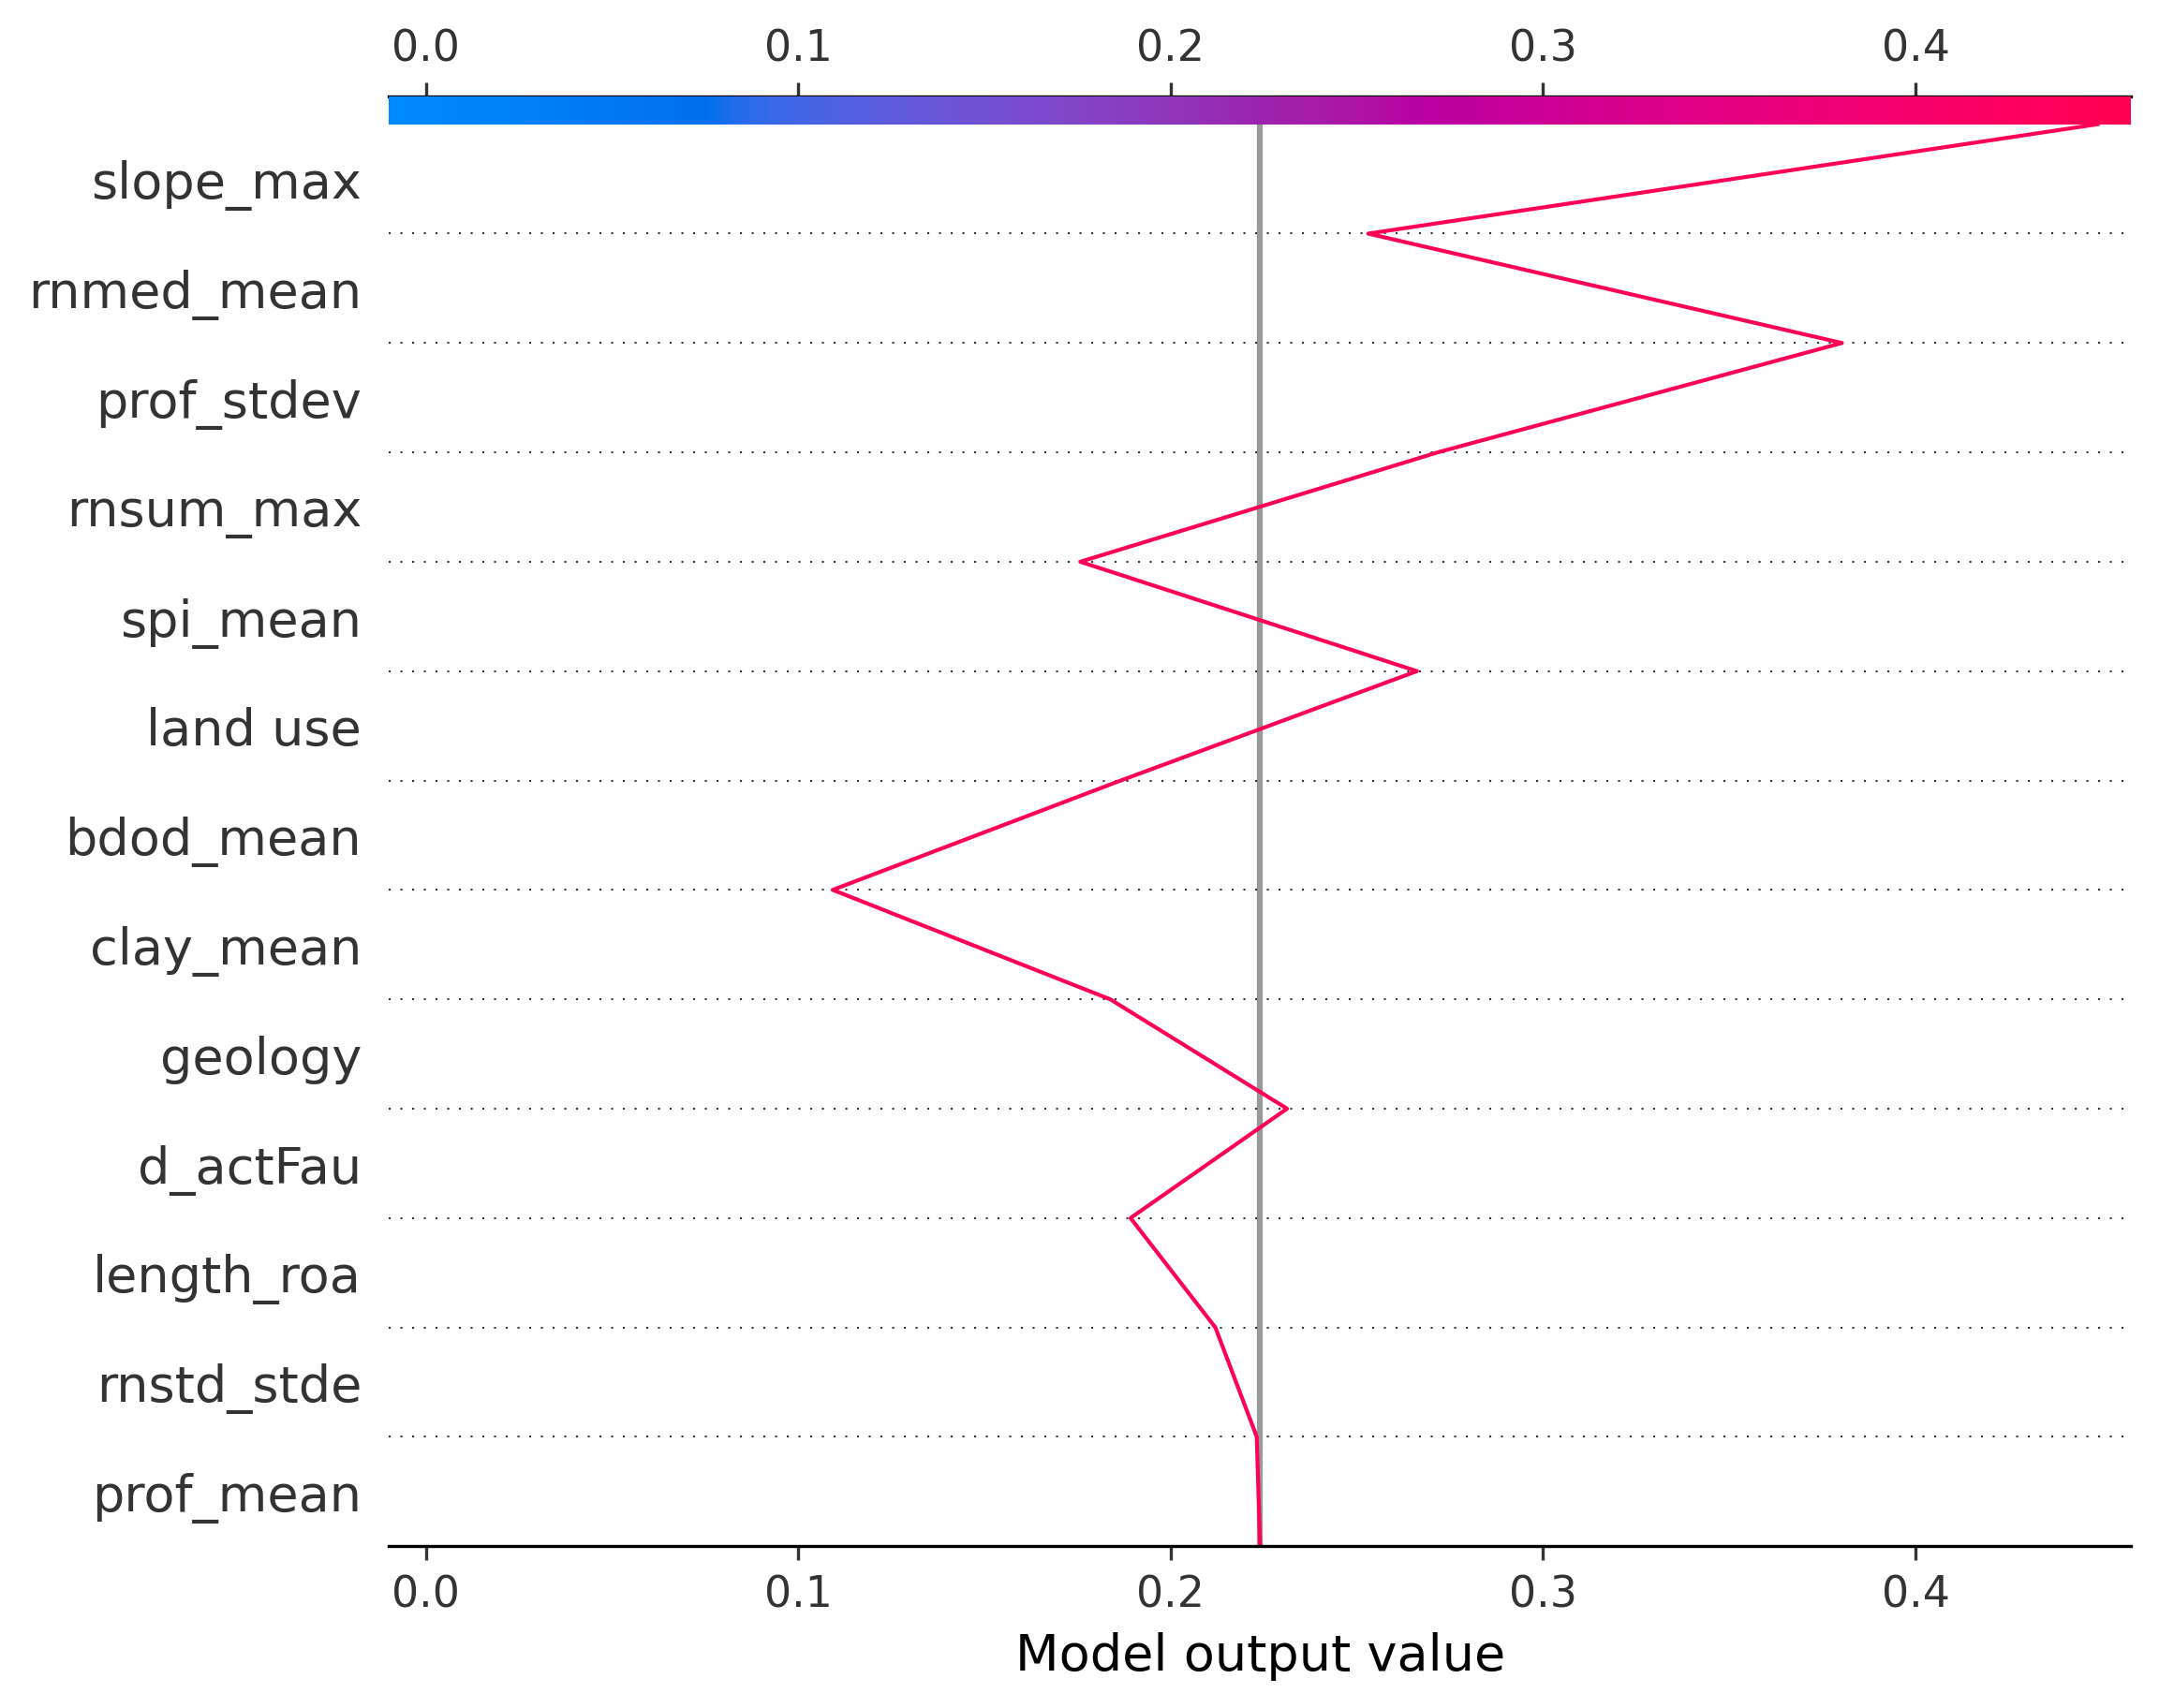 0.0 0.1 0.2 0.3 0.4
slope_max
rnmed_mean
prof_stdev
rnsum_max
spi_mean
land use
bdod_mean
clay_mean
geology
d_actFau
length_roa
rnstd_stde
prof_mean
0.0 0.1 0.2 0.3 0.4
Model output value